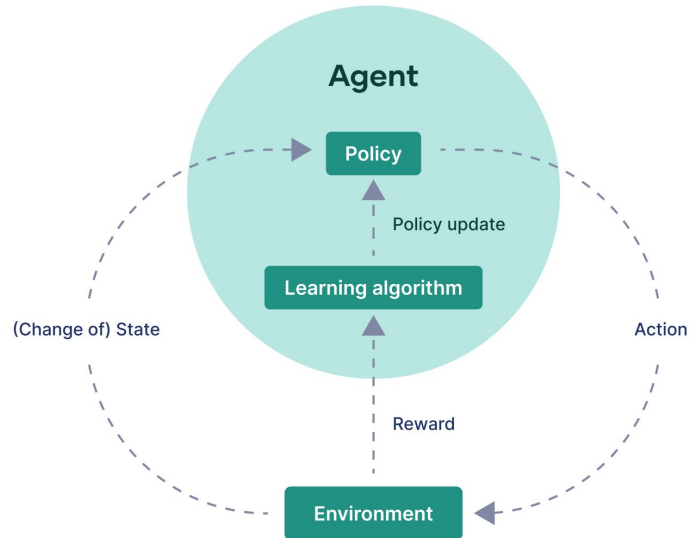 Agent
Policy
Policy update
Learning algorithm
(Change of) State
Action
Reward
Environment